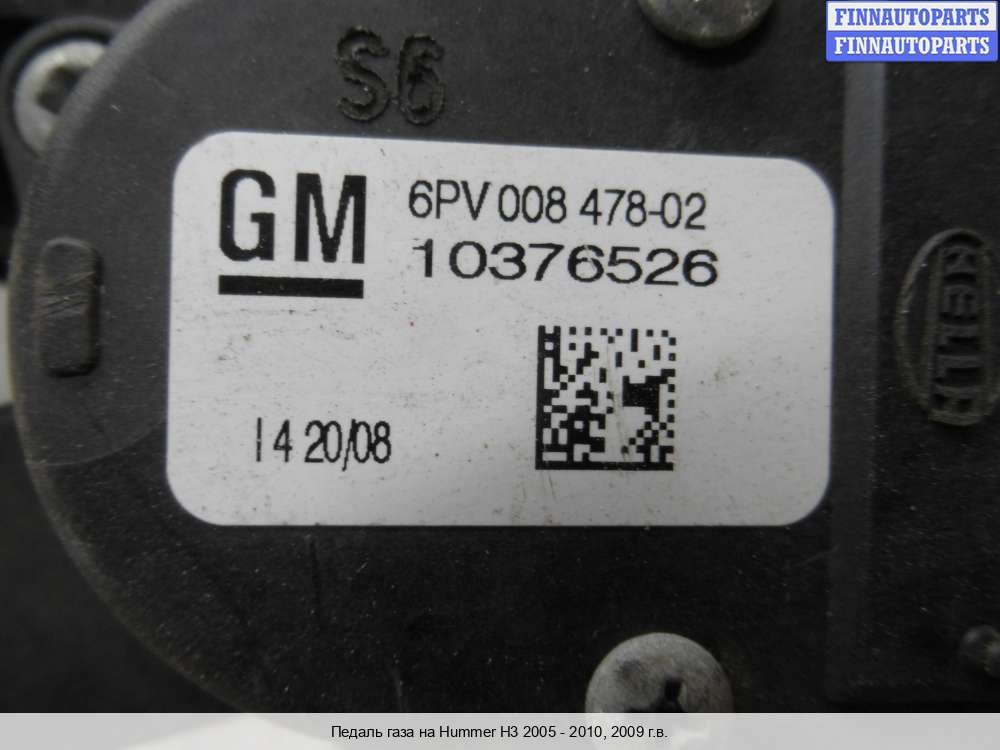 FINNAUTOPARTS
FINNAUTOPARTS
S6
GM
6PV 008 478-02
10376526
I 4 20/08
HELLA
Педаль газа на Hummer H3 2005 - 2010, 2009 г.в.